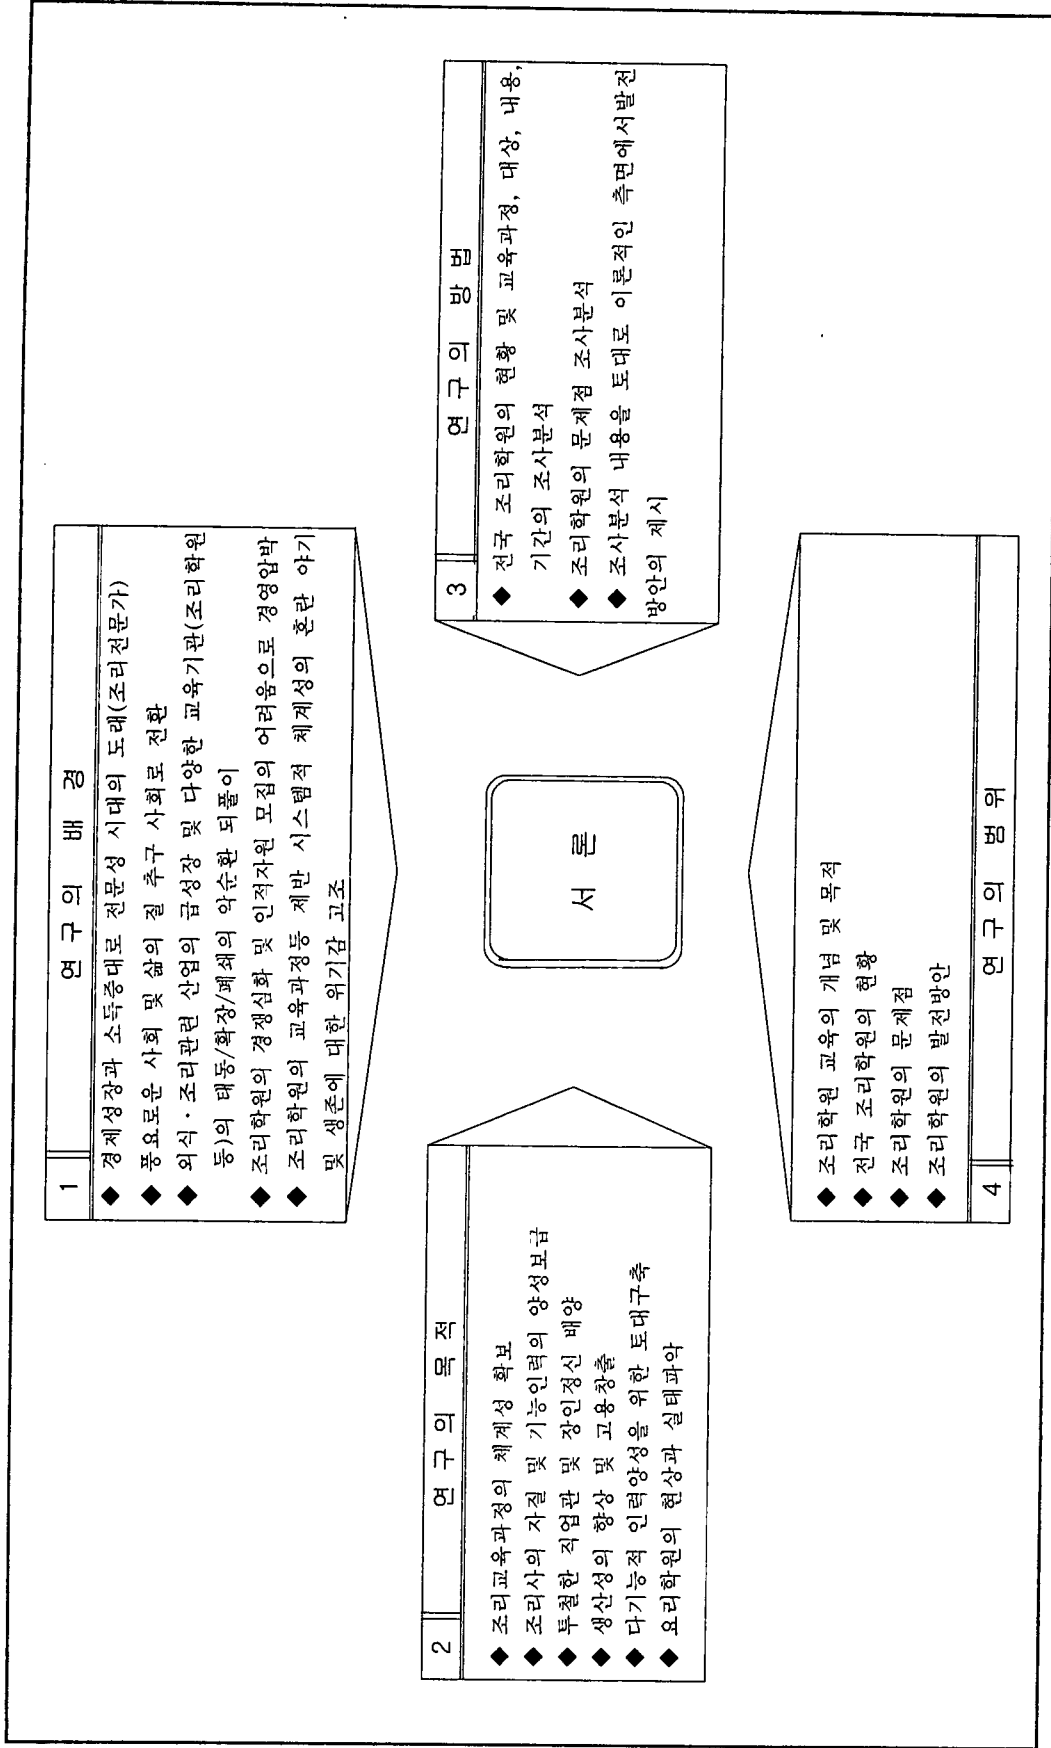 1 연 구 의 배 경
◆ 경제성장과 소득증대로 전문성 시대의 도래(조리전문가)
◆ 풍요로운 사회 및 삶의 질 추구 사회로 전환
◆ 외식·조리관련 산업의 급성장 및 다양한 교육기관(조리학원
등)의 태동/확장/폐쇄의 악순환 되풀이
◆ 조리학원의 경쟁심화 및 인적자원 모집의 어려움으로 경영압박
◆ 조리학원의 교육과정등 제반 시스템적 체계성의 혼란 야기
및 생존에 대한 위기감 고조
2 연 구 의 목 적
◆ 조리교육과정의 체계성 확보
◆ 조리사의 자질 및 기능인력의 양성보급
◆ 투철한 직업관 및 장인정신 배양
◆ 생산성의 향상 및 고용창출
◆ 다기능적 인력양성을 위한 토대구축
◆ 요리학원의 현상과 실태파악
서 론
3 연 구 의 방 법
◆ 전국 조리학원의 현황 및 교육과정, 대상, 내용,
기간의 조사분석
◆ 조리학원의 문제점 조사분석
◆ 조사분석 내용을 토대로 이론적인 측면에서발전
방안의 제시
◆ 조리학원 교육의 개념 및 목적
◆ 전국 조리학원의 현황
◆ 조리학원의 문제점
◆ 조리학원의 발전방안
4 연 구 의 범 위